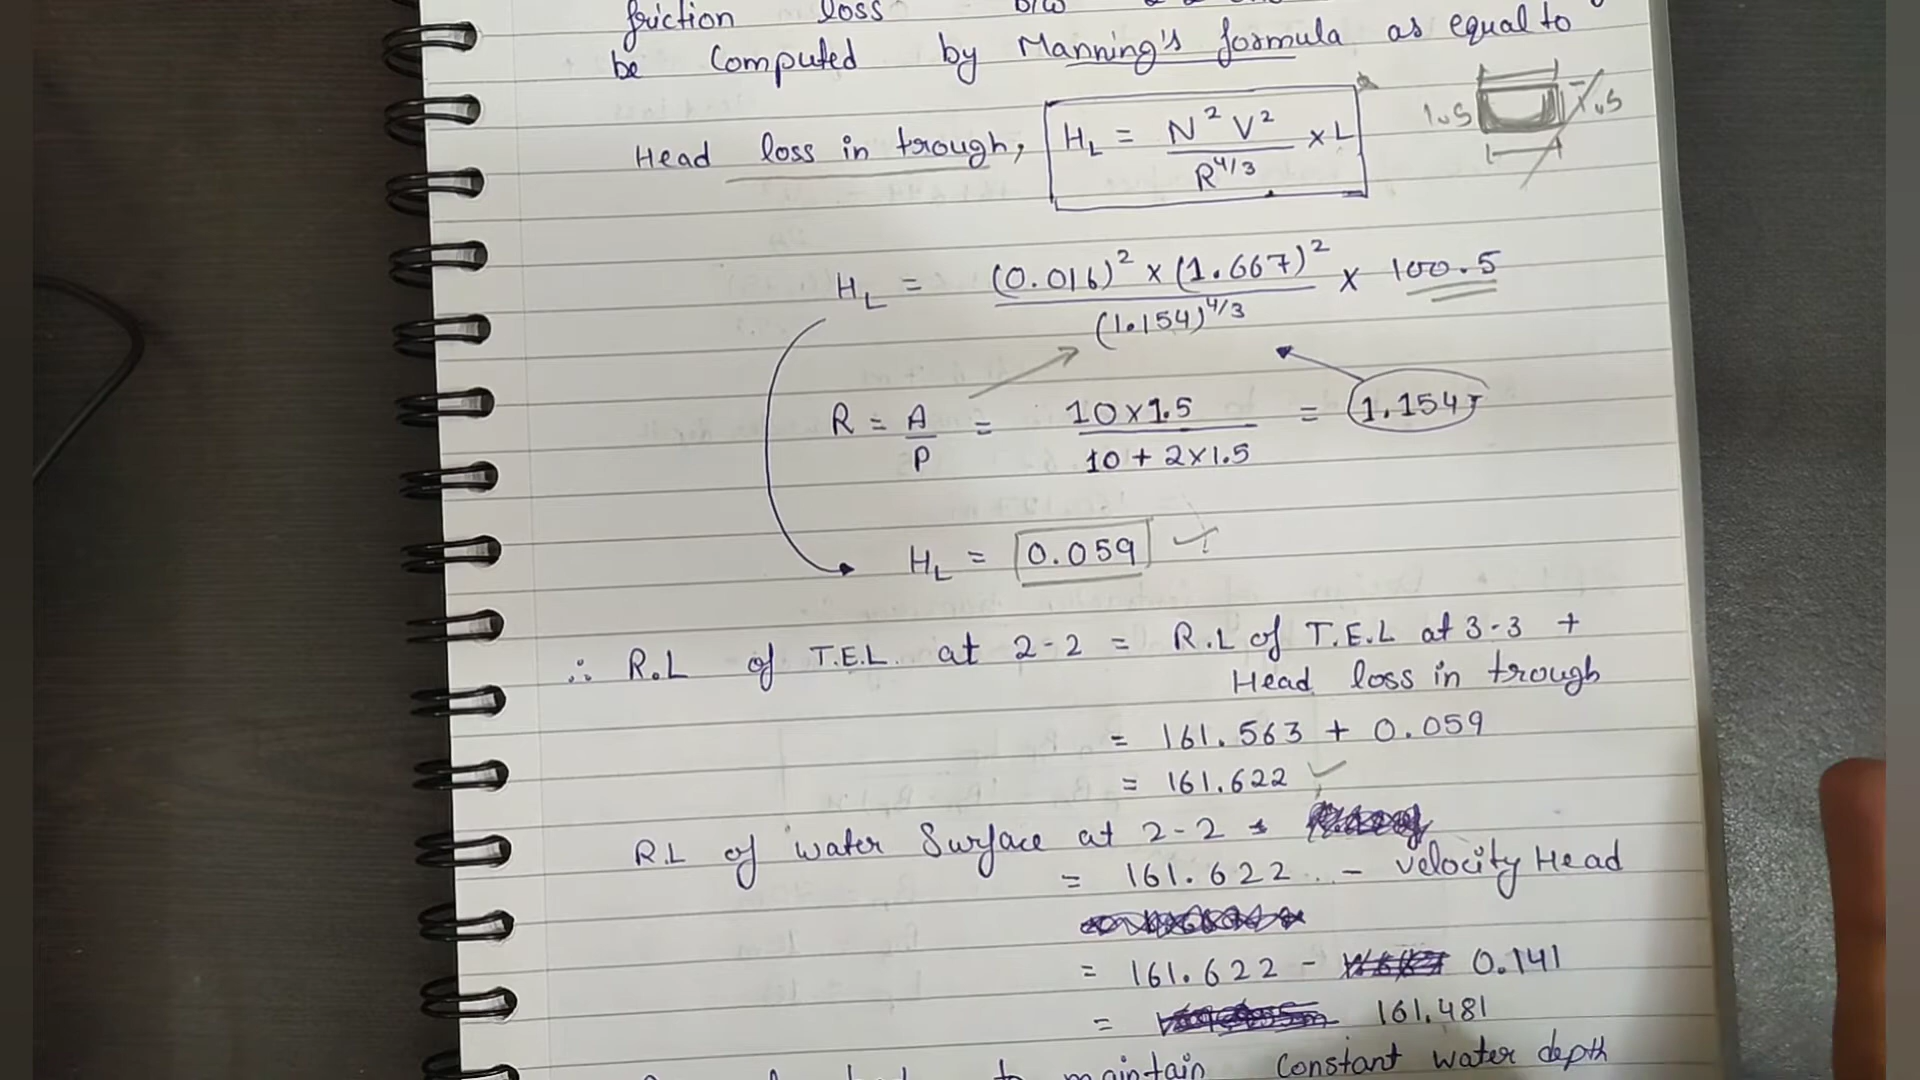 friction loss b/w
be computed by Manning's formula as equal to
Head loss in trough, H_L = N² V² / R^4/3 × L
1.5 1.5
H_L = (0.016)² × (1.667)² / (1.154)^4/3 × 100.5
R = A/P = 10×1.5 / 10 + 2×1.5 = 1.154
H_L = 0.059
∴ R.L of T.E.L. at 2-2 = R.L of T.E.L at 3-3 +
Head loss in trough
= 161.563 + 0.059
= 161.622
R.L of water Surface at 2-2
= 161.622 - velocity Head
= 161.622 - 0.141
= 161.481
to maintain constant water depth